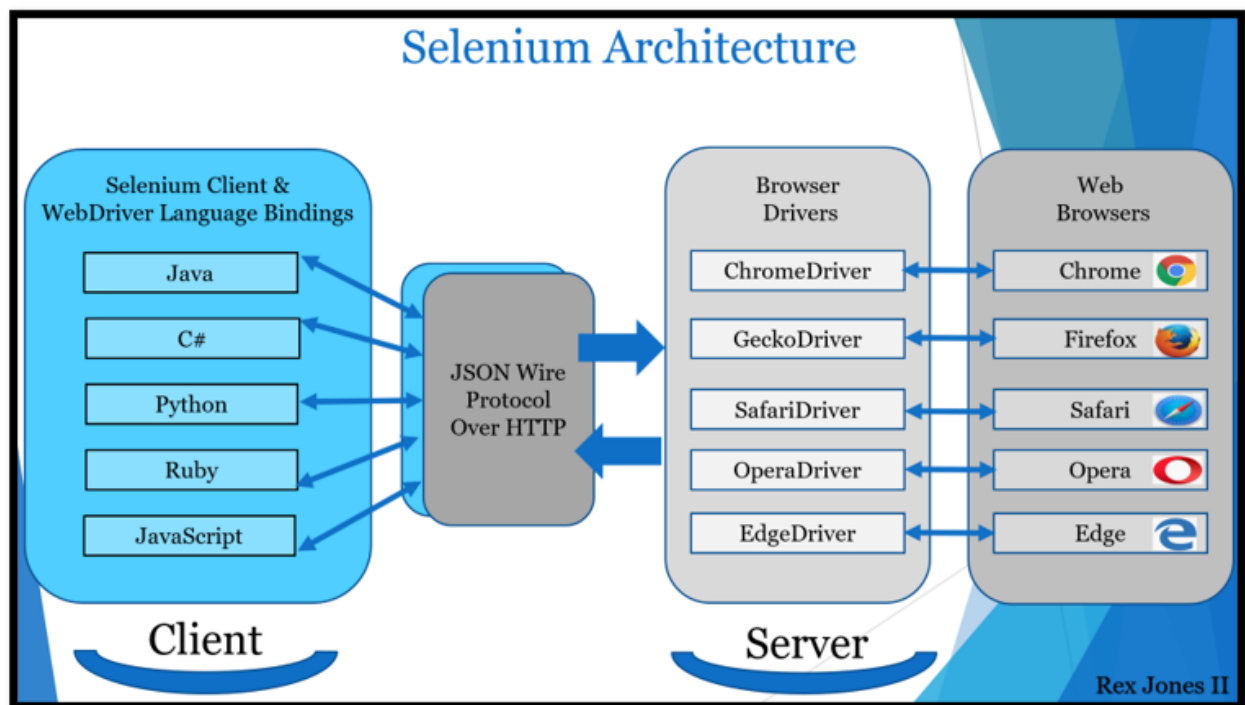 Selenium Architecture
Selenium Client &
WebDriver Language Bindings
Java
C#
Python
Ruby
JavaScript
Client
JSON Wire
Protocol
Over HTTP
Browser
Drivers
ChromeDriver
GeckoDriver
SafariDriver
OperaDriver
EdgeDriver
Server
Web
Browsers
Chrome
Firefox
Safari
Opera
Edge
Rex Jones II